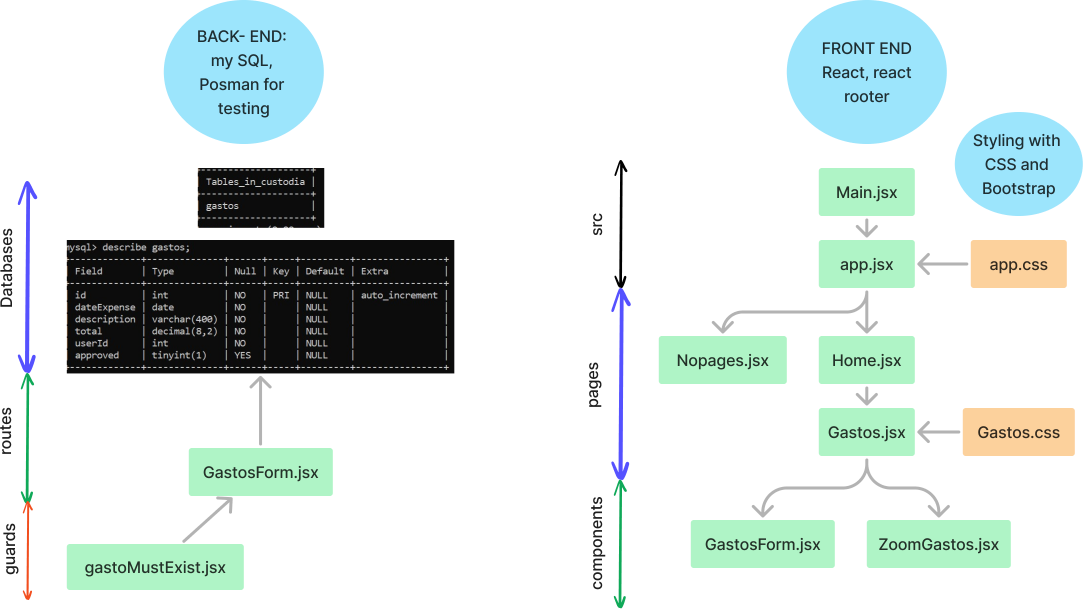 BACK- END:
my SQL,
Posman for
testing
Databases
routes
guards
Tables_in_custodia |
gastos |
mysql> describe gastos;
| Field | Type | Null | Key | Default | Extra |
| id | int | NO | PRI | NULL | auto_increment |
| dateExpense | date | NO | | NULL | |
| description | varchar(400) | NO | | NULL | |
| total | decimal(8,2) | NO | | NULL | |
| userId | int | NO | | NULL | |
| approved | tinyint(1) | YES | | NULL | |
GastosForm.jsx
gastoMustExist.jsx
FRONT END
React, react
rooter
Styling with
CSS and
Bootstrap
src
pages
components
Main.jsx
app.jsx
app.css
Nopages.jsx
Home.jsx
Gastos.jsx
Gastos.css
GastosForm.jsx
ZoomGastos.jsx